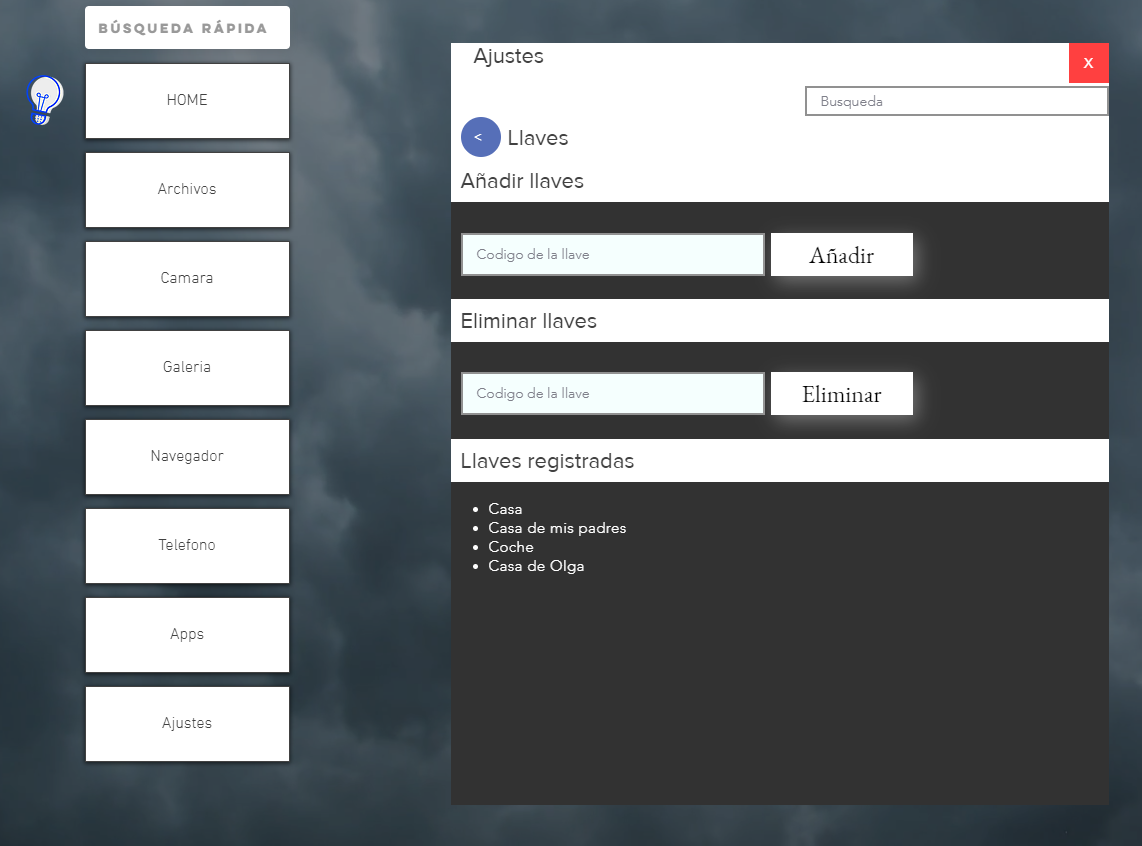 BÚSQUEDA RÁPIDA
HOME
Archivos
Camara
Galeria
Navegador
Telefono
Apps
Ajustes
Ajustes
X
Busqueda
< Llaves
Añadir llaves
Codigo de la llave
Añadir
Eliminar llaves
Codigo de la llave
Eliminar
Llaves registradas
• Casa
• Casa de mis padres
• Coche
• Casa de Olga